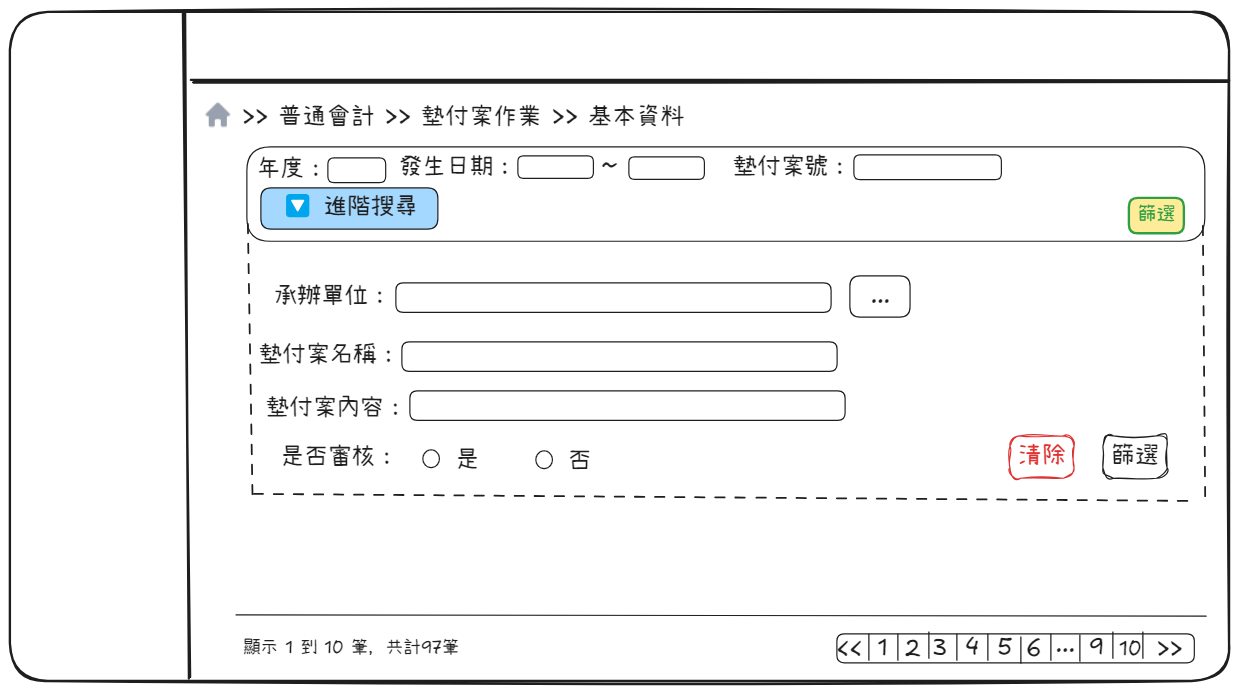 >> 普通會計 >> 墊付案作業 >> 基本資料
年度： 發生日期： ~ 墊付案號：
進階搜尋
篩選
承辦單位： ...
墊付案名稱：
墊付案內容：
是否審核： 是 否
清除 篩選
顯示 1 到 10 筆, 共計97筆 << 1 2 3 4 5 6 ... 9 10 >>